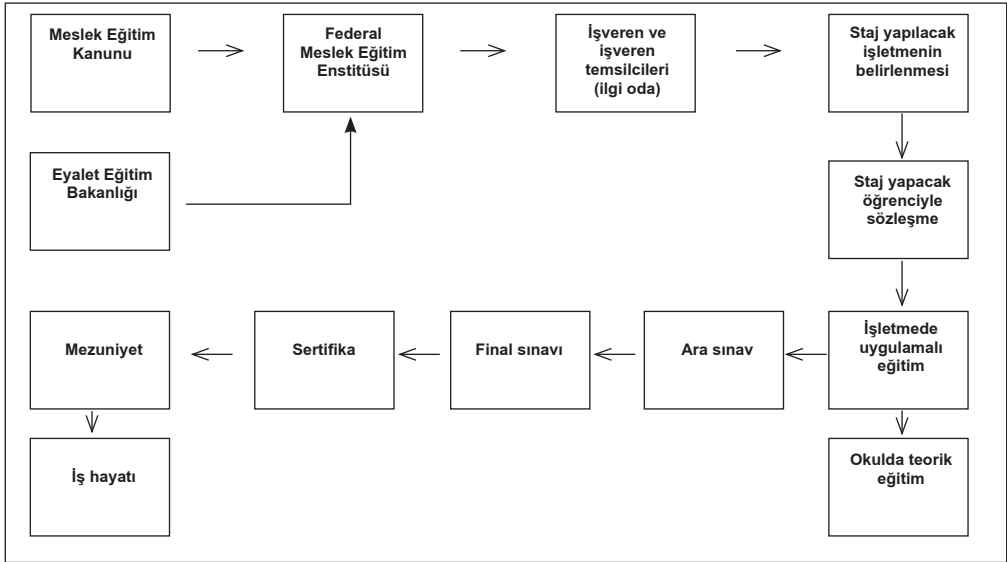 Meslek Eğitim
Kanunu
Federal
Meslek Eğitim
Enstitüsü
İşveren ve
işveren
temsilcileri
(ilgi oda)
Staj yapılacak
işletmenin
belirlenmesi
Eyalet Eğitim
Bakanlığı
Staj yapacak
öğrenciyle
sözleşme
Mezuniyet
Sertifika
Final sınavı
Ara sınav
İşletmede
uygulamalı
eğitim
İş hayatı
Okulda teorik
eğitim